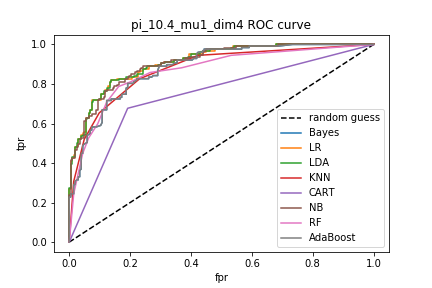 pi_10.4_mu1_dim4 ROC curve
1.0
0.8
0.6
0.4
0.2
0.0
tpr
random guess
Bayes
LR
LDA
KNN
CART
NB
RF
AdaBoost
0.0 0.2 0.4 0.6 0.8 1.0
fpr